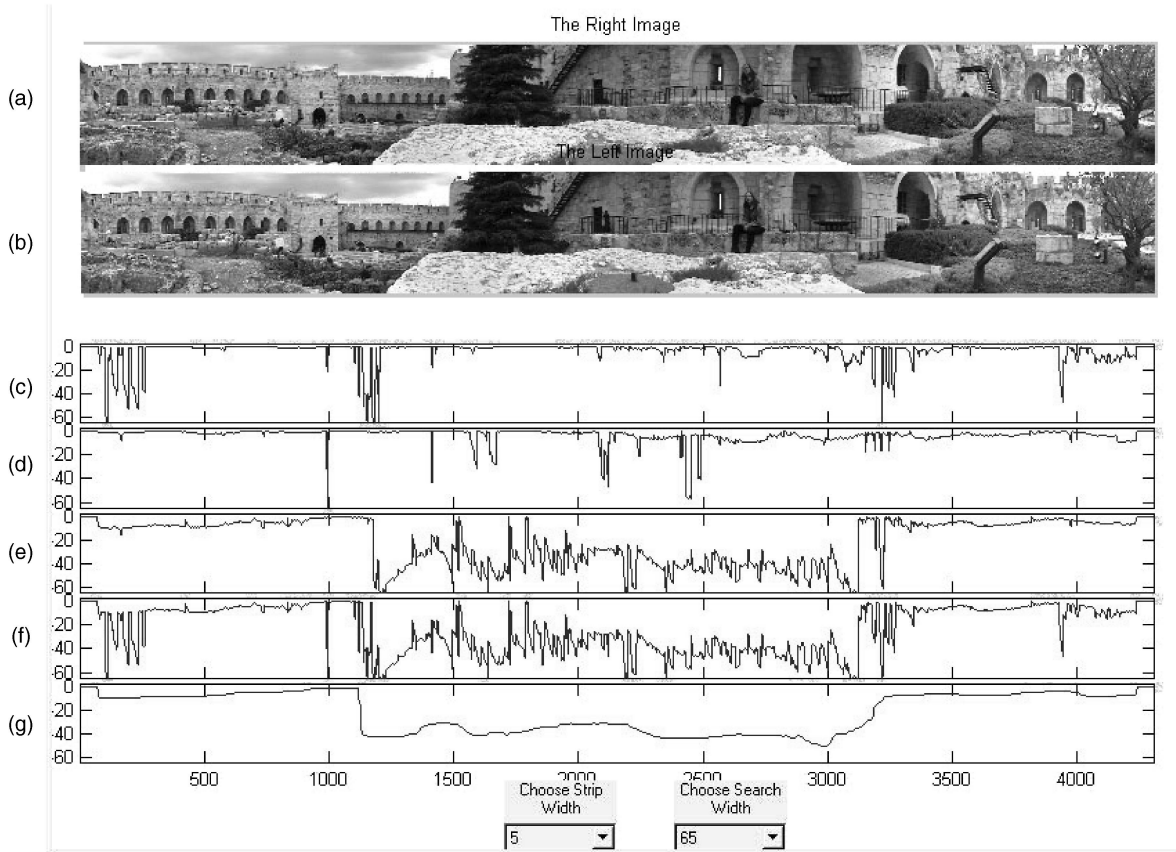 The Right Image
(a)
The Left Image
(b)
(c)
0
-20
-40
-60
(d)
0
-20
-40
-60
(e)
0
-20
-40
-60
(f)
0
-20
-40
-60
(g)
0
-20
-40
-60
500 1000 1500 2000 2500 3000 3500 4000
Choose Strip Width
5
Choose Search Width
65